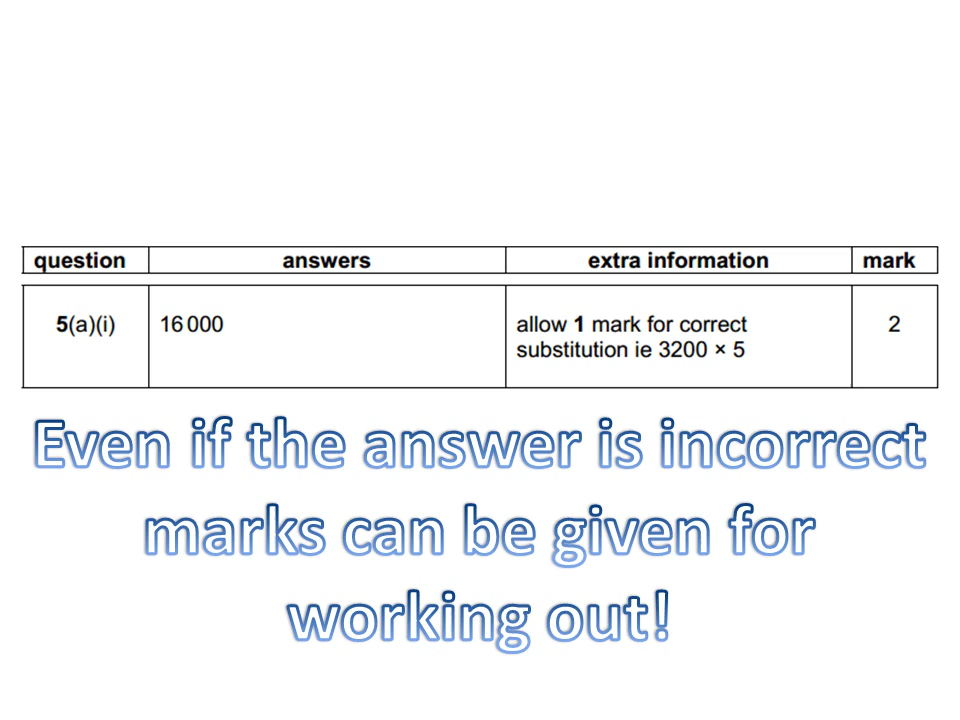 question answers extra information mark
5(a)(i) 16 000 allow 1 mark for correct 2
substitution ie 3200 × 5
Even if the answer is incorrect
marks can be given for
working out!